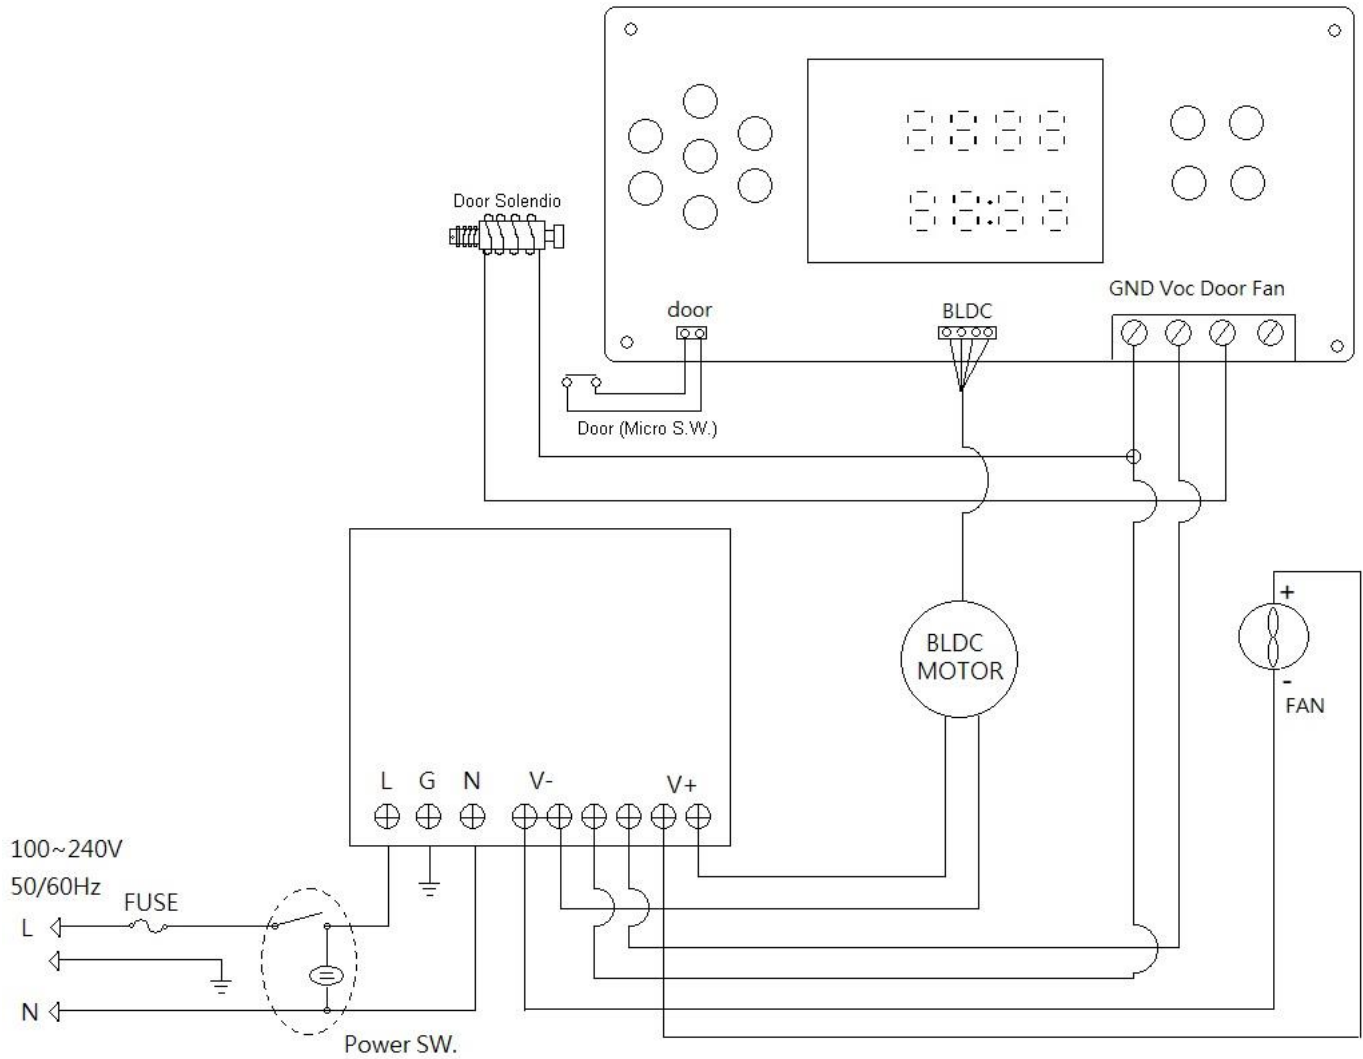 Door Solendio
GND Voc Door Fan
door
BLDC
Door (Micro S.W.)
BLDC
MOTOR
+
-
FAN
L G N V- V+
100~240V
50/60Hz
FUSE
L
N
Power SW.